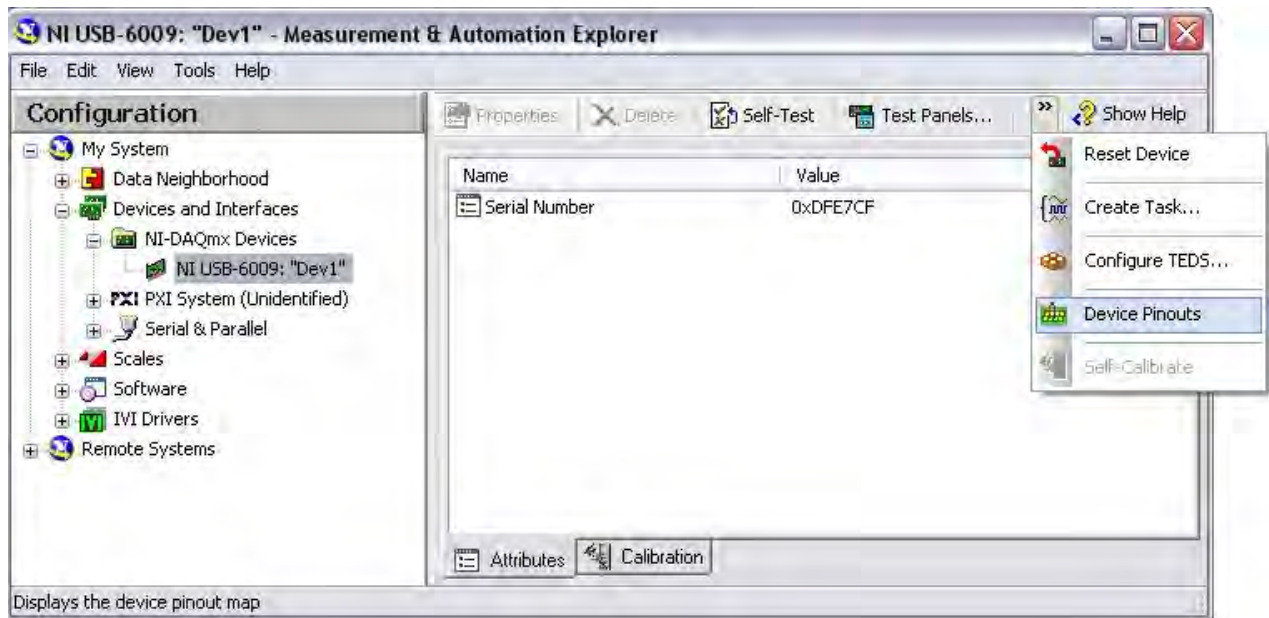 NI USB-6009: "Dev1" - Measurement & Automation Explorer
File Edit View Tools Help
Configuration
My System
Data Neighborhood
Devices and Interfaces
NI-DAQmx Devices
NI USB-6009: "Dev1"
PXI PXI System (Unidentified)
Serial & Parallel
Scales
Software
IVI IVI Drivers
Remote Systems
Properties Delete Self-Test Test Panels... » Show Help
Name Value
Serial Number 0xDFE7CF
Reset Device
Create Task...
Configure TEDS...
Device Pinouts
Self-Calibrate
Attributes Calibration
Displays the device pinout map